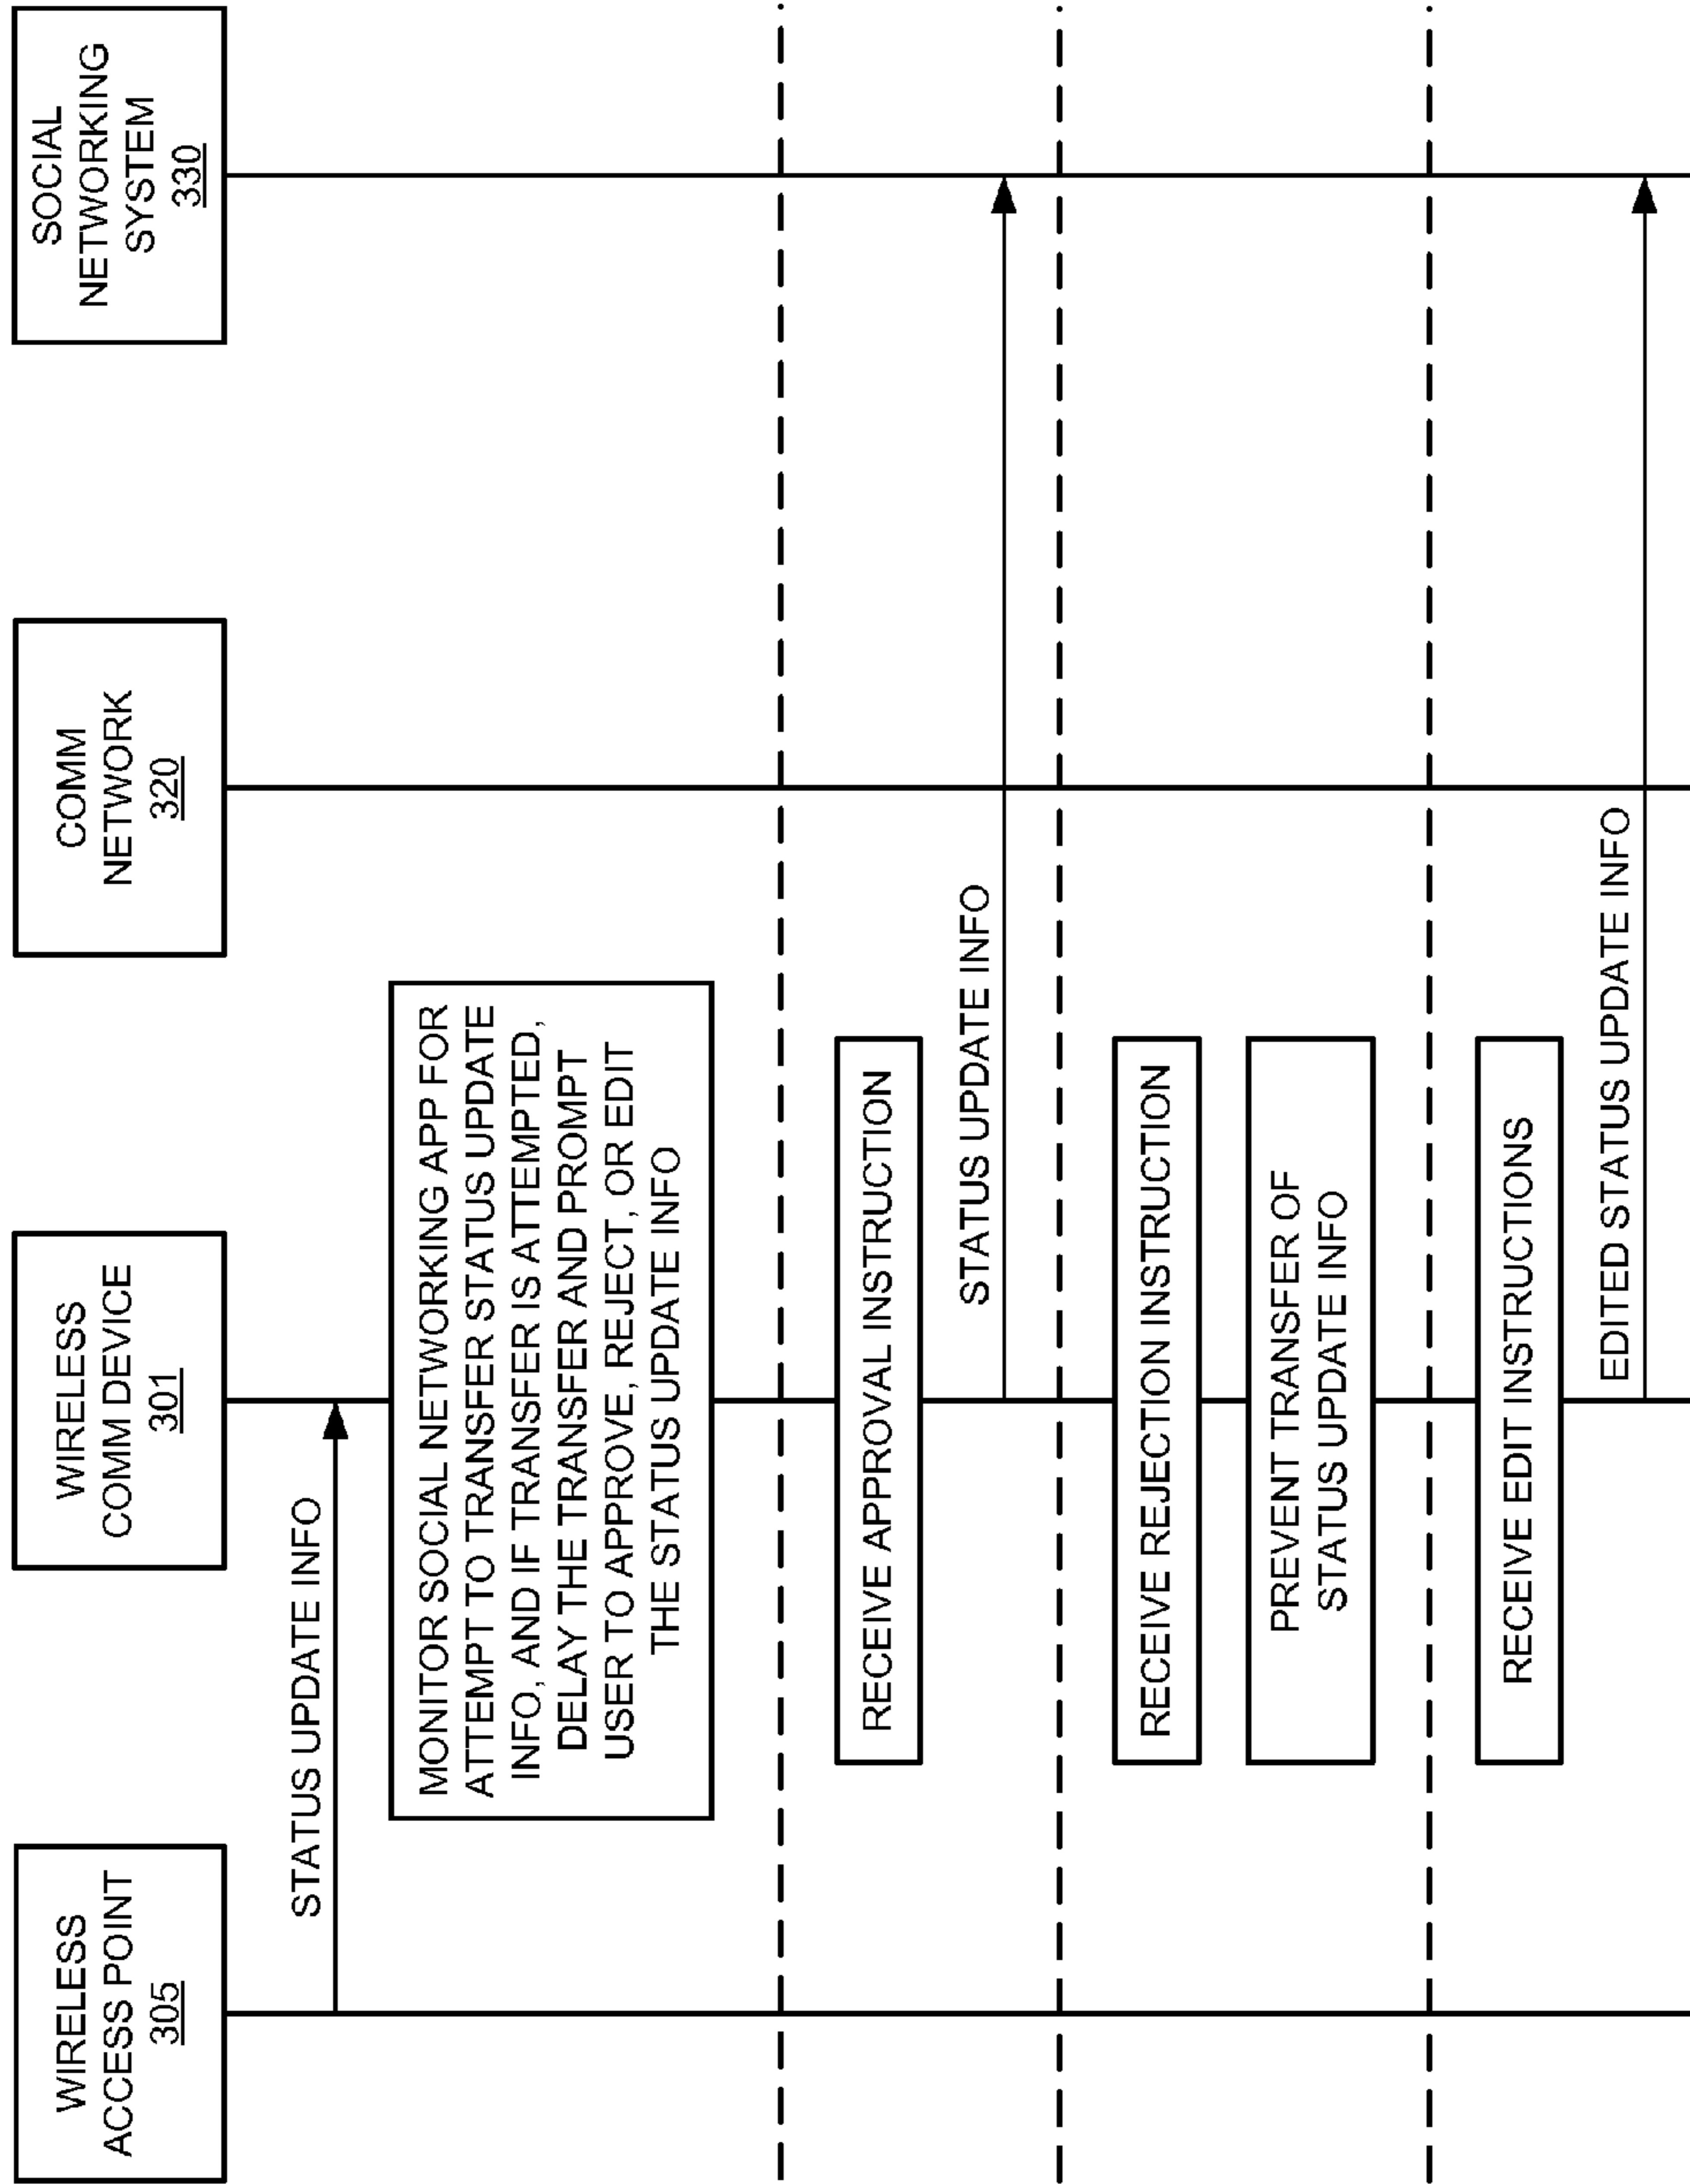 WIRELESS
ACCESS POINT
305
WIRELESS
COMM DEVICE
301
COMM
NETWORK
320
SOCIAL
NETWORKING
SYSTEM
330
STATUS UPDATE INFO
MONITOR SOCIAL NETWORKING APP FOR
ATTEMPT TO TRANSFER STATUS UPDATE
INFO, AND IF TRANSFER IS ATTEMPTED,
DELAY THE TRANSFER AND PROMPT
USER TO APPROVE, REJECT, OR EDIT
THE STATUS UPDATE INFO
RECEIVE APPROVAL INSTRUCTION
STATUS UPDATE INFO
RECEIVE REJECTION INSTRUCTION
PREVENT TRANSFER OF
STATUS UPDATE INFO
RECEIVE EDIT INSTRUCTIONS
EDITED STATUS UPDATE INFO